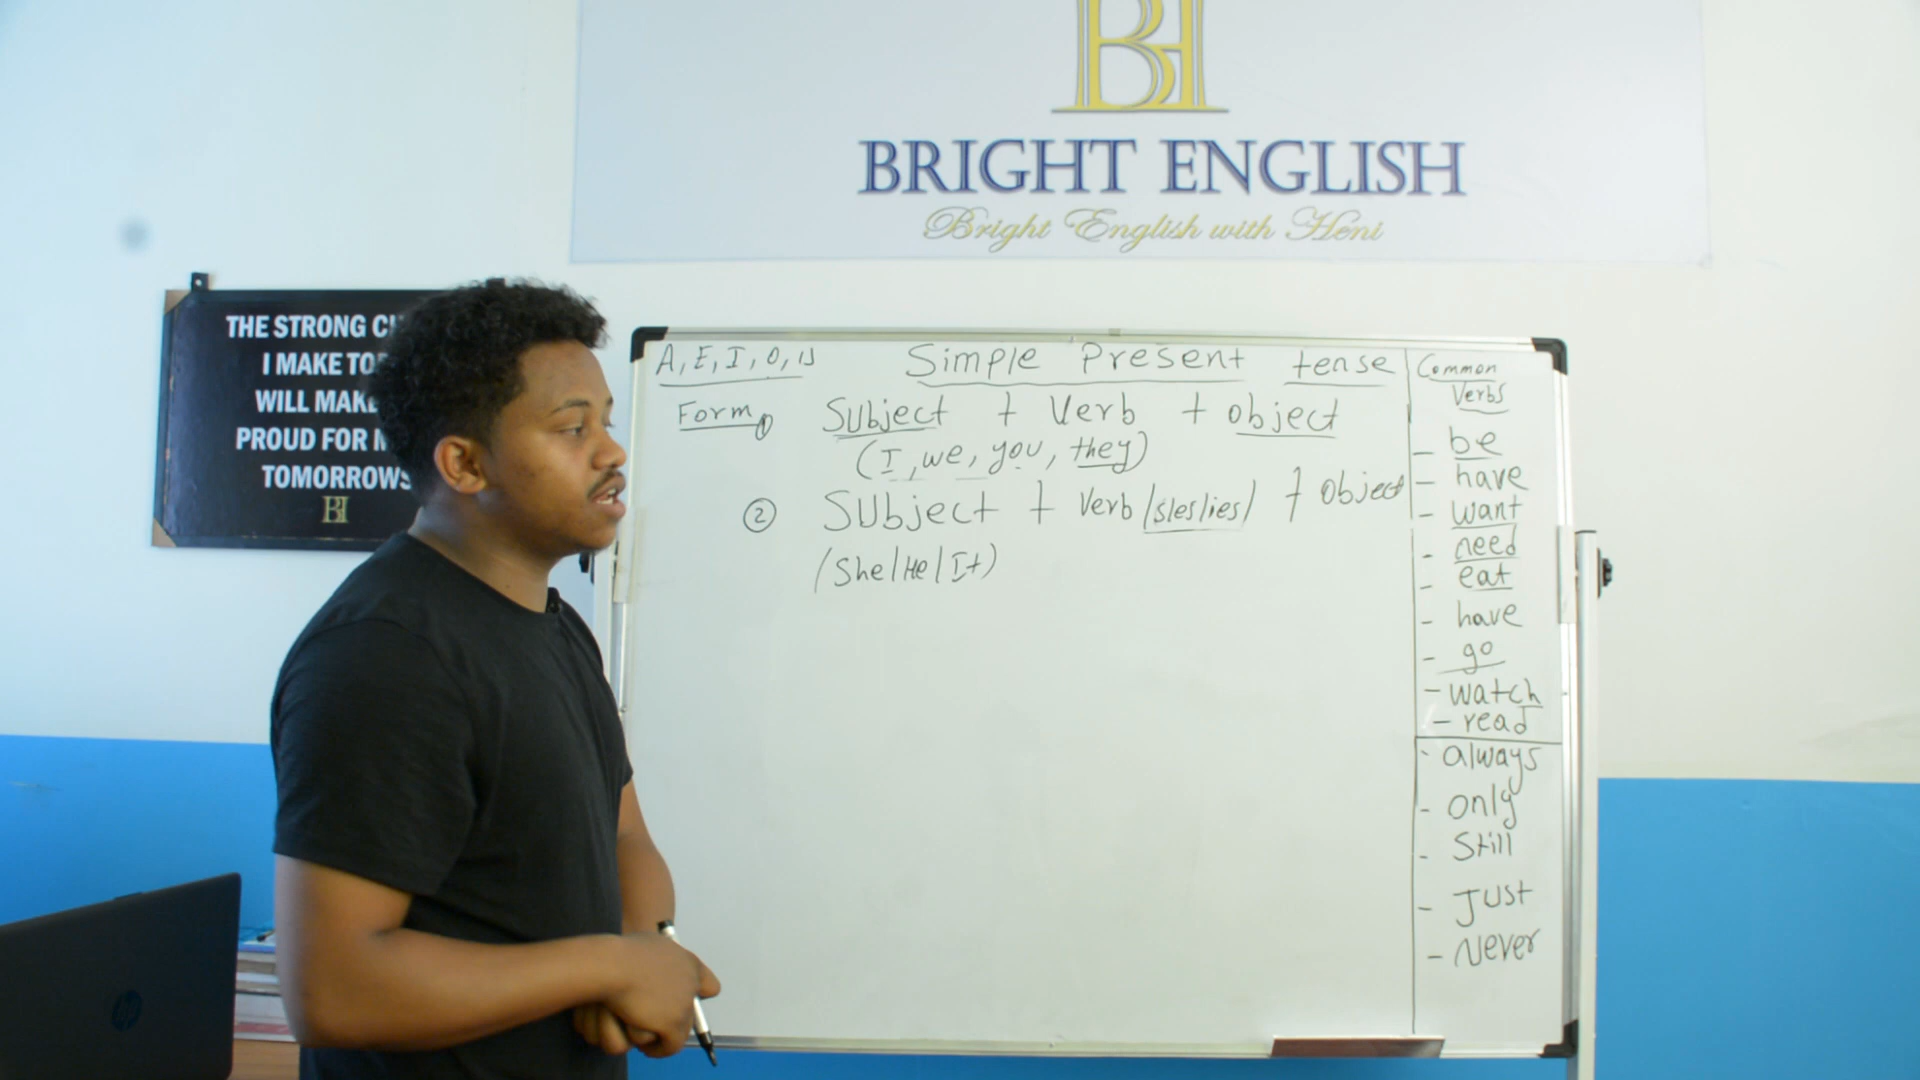 BH
BRIGHT ENGLISH
Bright English with Heni
THE STRONG
I MAKE
WILL
PROUD FOR
TOMORROWS
BH
A, E, I, O, U
Simple Present tense
Form ① Subject + Verb + object
(I, we, you, they)
② Subject + Verb /s/es/ies/ + Object
(She/He/It)
Common
Verbs
- be
- have
- want
- need
- eat
- have
- go
- watch
- read
- always
- only
- Still
- Just
- Never
hp